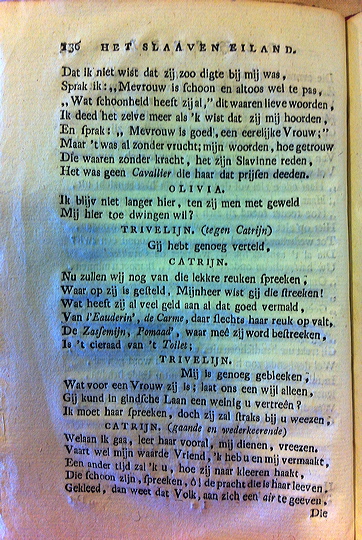 136 HET SLAAVEN EILAND.
Dat ik niet wist dat zij zoo digte bij mij was,
Sprak ik: ,, Mevrouw is schoon en altoos wel te pas,
,, Wat schoonheid heeft zij al," dit waaren lieve woorden,
Ik deed het zelve meer als 'k wist dat zij mij hoorden,
En sprak: ,, Mevrouw is goed', een eerelijke Vrouw;"
Maar 't was al zonder vrucht; mijn woorden, hoe getrouw
Die waaren zonder kracht, het zijn Slavinne reden,
Het was geen Cavallier die haar dat prijsen deeden.
OLIVIA.
Ik blijv niet langer hier, ten zij men met geweld
Mij hier toe dwingen wil?
TRIVELIJN. (tegen Catrijn)
Gij hebt genoeg verteld,
CATRIJN.
Nu zullen wij nog van die lekkre reuken spreeken,
Waar op zij is gesteld, Mijnheer wist gij die streeken!
Wat heeft zij al veel geld aan al dat goed vermald,
Van l'Eauderin', de Carme, daar slechts haar reuk op valt,
De Zassemijn, Pomaad', waar meê zij word bestreeken,
Is 't cieraad van 't Toilet;
TRIVELIJN.
Mij is genoeg gebleeken,
Wat voor een Vrouw zij is; laat ons een wijl alleen,
Gij kund in gindsche Laan een weinig u vertreên?
Ik moet haar spreeken, doch zij zal straks bij u weezen,
CATRIJN. (gaande en wederkeerende)
Welaan ik gaa, leer haar vooral, mij dienen, vreezen.
Vaart wel mijn waarde Vriend, 'k heb u en mij vermaakt,
Een ander tijd zal 'k u, hoe zij naar kleeren haakt,
Die schoon zijn, spreeken, ô! de pracht die is haar leeven,
Gekleed, dan weet dat Volk, aan zich een air te geeven,
Die